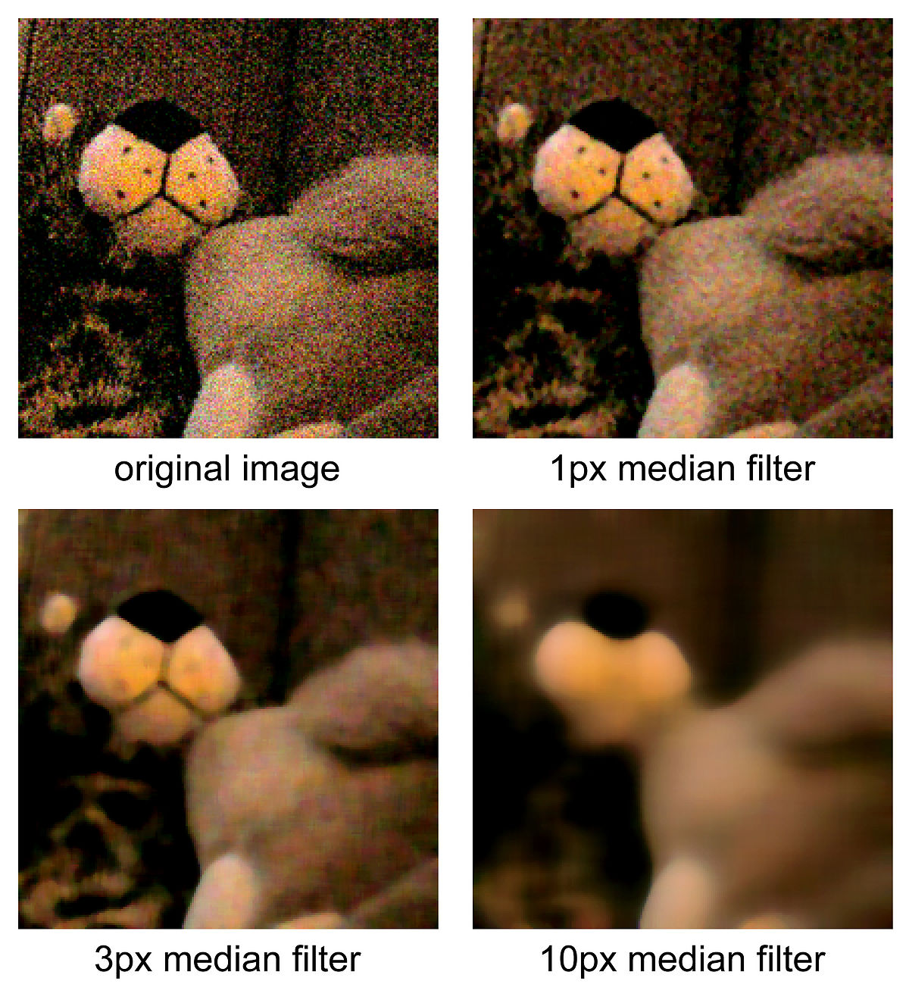 original image
1px median filter
3px median filter
10px median filter